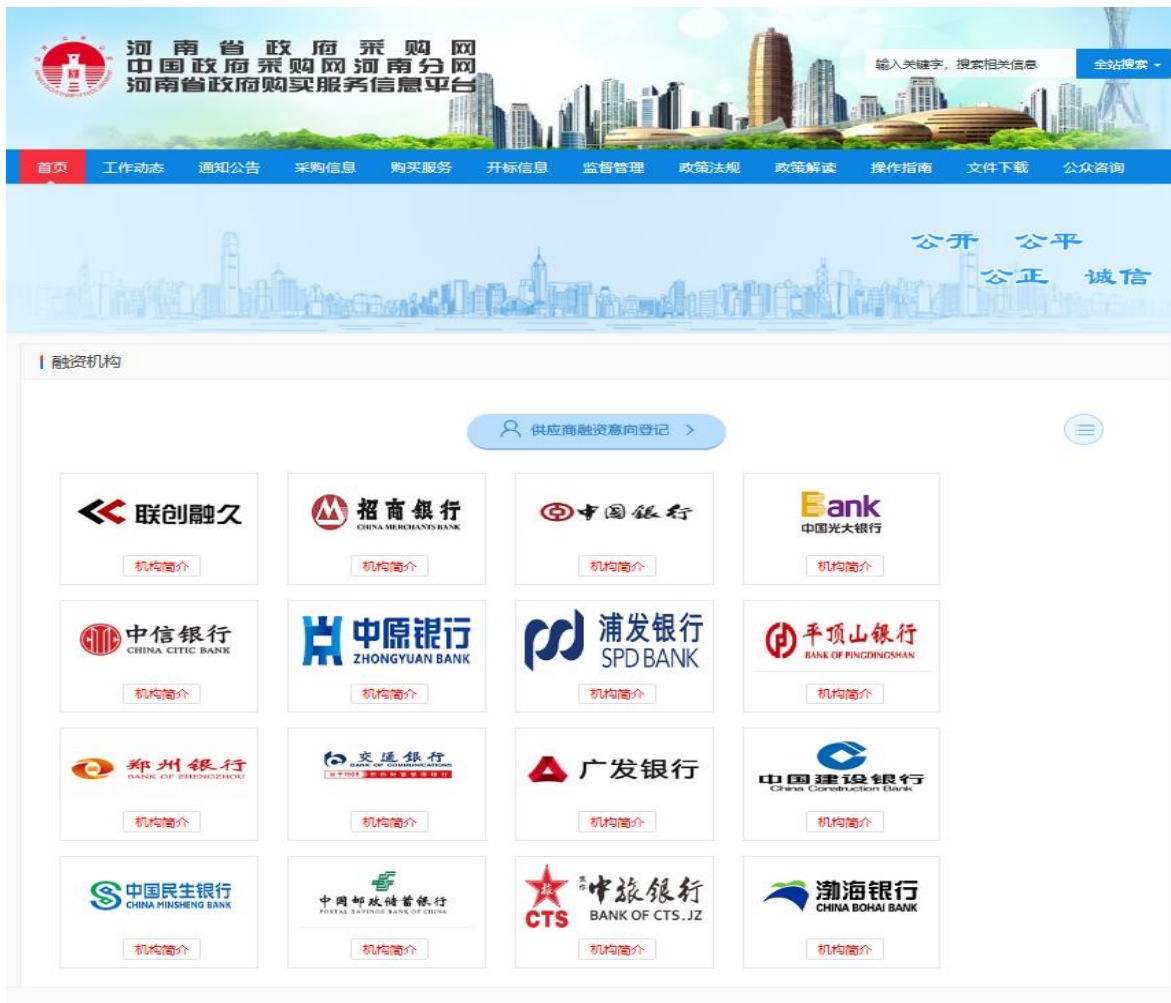 河南省政府采购网
中国政府采购网河南分网
河南省政府购买服务信息平台
输入关键字，搜索相关信息 全站搜索
首页 工作动态 通知公告 采购信息 购买服务 开标信息 监督管理 政策法规 政策解读 操作指南 文件下载 公众咨询
公开 公平
公正 诚信
融资机构
供应商融资意向登记 >
联创融久
机构简介
招商银行
CHINA MERCHANTS BANK
机构简介
中国银行
机构简介
Bank
中国光大银行
机构简介
中信银行
CHINA CITIC BANK
机构简介
中原银行
ZHONGYUAN BANK
机构简介
浦发银行
SPD BANK
机构简介
平顶山银行
BANK OF PINGDINGSHAN
机构简介
郑州银行
BANK OF ZHENGZHOU
机构简介
交通银行
BANK OF COMMUNICATIONS
机构简介
广发银行
机构简介
中国建设银行
China Construction Bank
机构简介
中国民生银行
CHINA MINSHENG BANK
机构简介
中国邮政储蓄银行
POSTAL SAVINGS BANK OF CHINA
机构简介
旅
CTS
焦作中旅银行
BANK OF CTS.JZ
机构简介
渤海银行
CHINA BOHAI BANK
机构简介